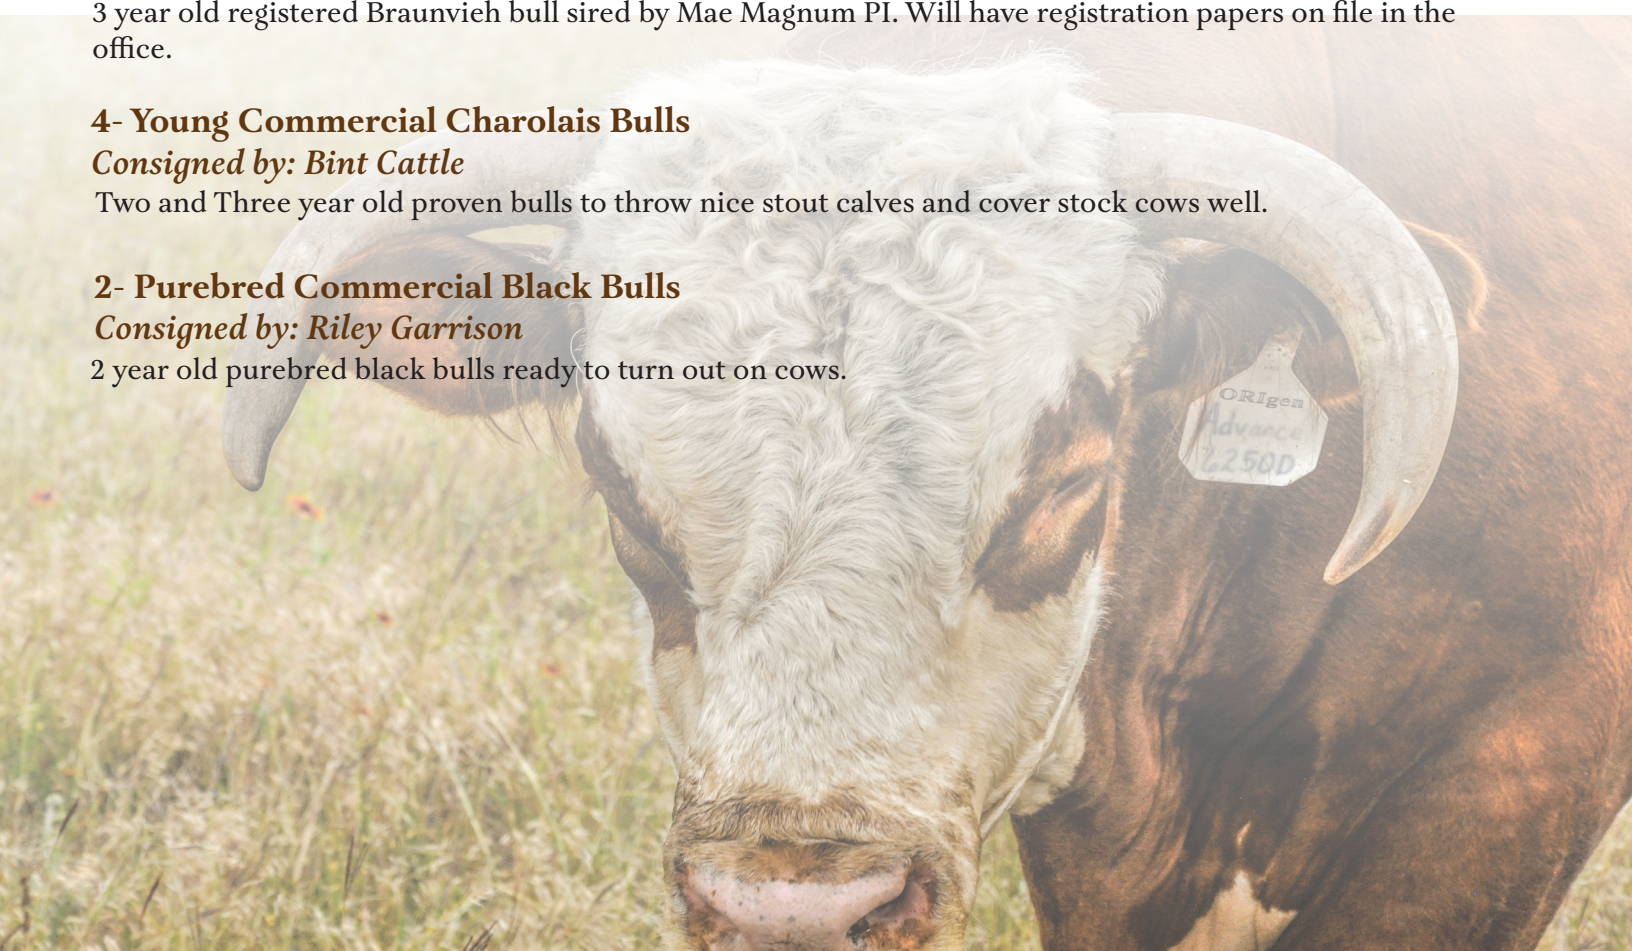 3 year old registered Braunvieh bull sired by Mae Magnum PI. Will have registration papers on file in the
office.
4- Young Commercial Charolais Bulls
Consigned by: Bint Cattle
Two and Three year old proven bulls to throw nice stout calves and cover stock cows well.
2- Purebred Commercial Black Bulls
Consigned by: Riley Garrison
2 year old purebred black bulls ready to turn out on cows.
ORIgen
Advance
6250D